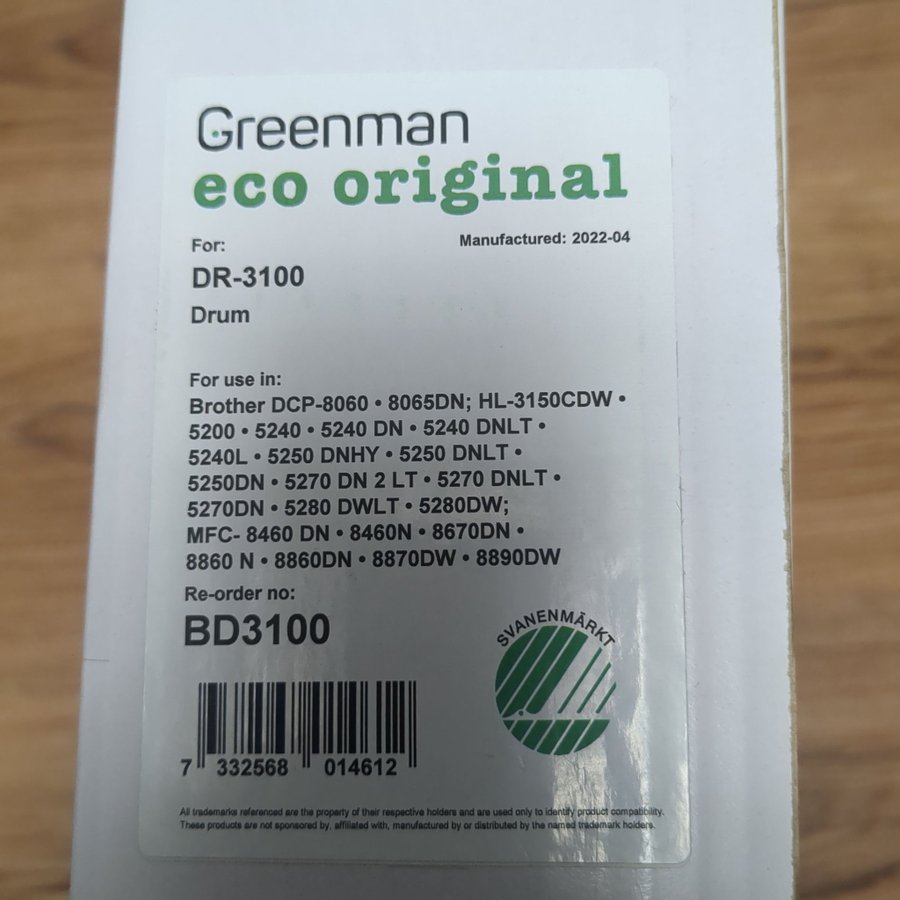 Greenman
eco original
For:
Manufactured: 2022-04
DR-3100
Drum
For use in:
Brother DCP-8060 • 8065DN; HL-3150CDW •
5200 • 5240 • 5240 DN • 5240 DNLT •
5240L • 5250 DNHY • 5250 DNLT •
5250DN • 5270 DN 2 LT • 5270 DNLT •
5270DN • 5280 DWLT • 5280DW;
MFC- 8460 DN • 8460N • 8670DN •
8860 N • 8860DN • 8870DW • 8890DW
Re-order no:
BD3100
SVANENMÄRKT
7 332568 014612
All trademarks referenced are the property of their respective holders and are used only to identify product compatibility.
These products are not sponsored by, affiliated with, manufactured by or distributed by the named trademark holders.